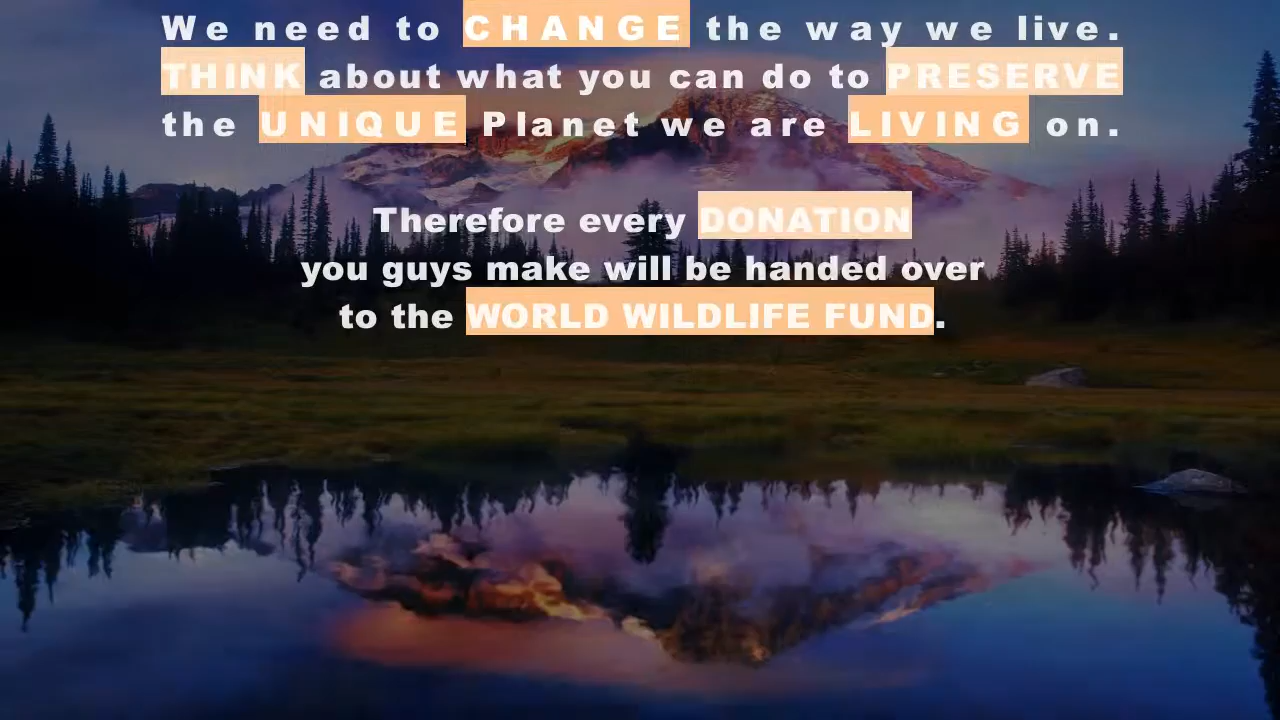 We need to CHANGE the way we live.
THINK about what you can do to PRESERVE
the UNIQUE Planet we are LIVING on.
Therefore every DONATION
you guys make will be handed over
to the WORLD WILDLIFE FUND.